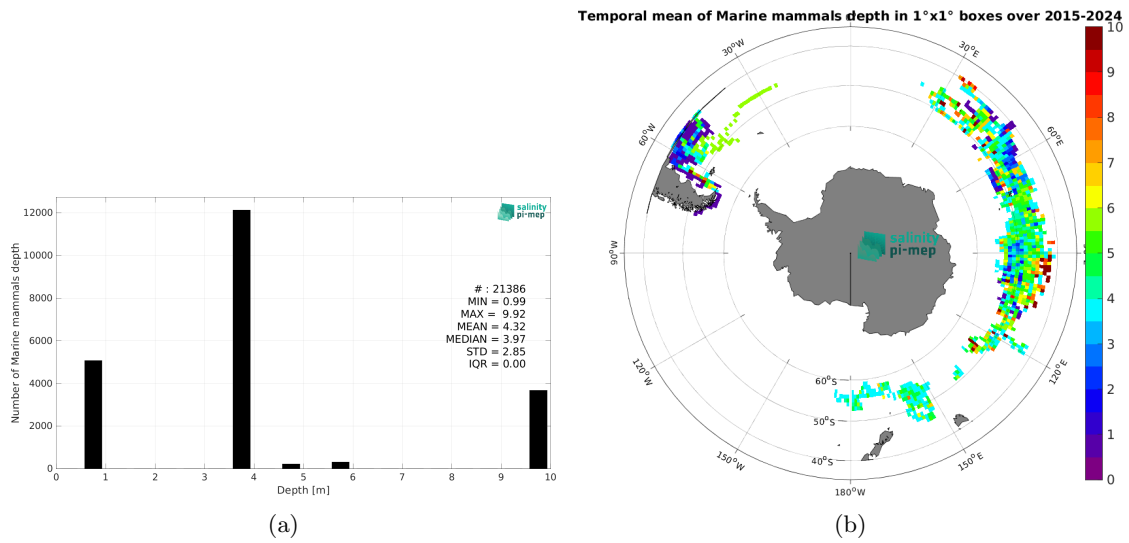 Number of Marine mammals depth
12000
10000
8000
6000
4000
2000
0
0 1 2 3 4 5 6 7 8 9 10
Depth [m]
salinity
pi-mep
# : 21386
MIN = 0.99
MAX = 9.92
MEAN = 4.32
MEDIAN = 3.97
STD = 2.85
IQR = 0.00
(a)
Temporal mean of Marine mammals depth in 1°x1° boxes over 2015-2024
30°W
30°E
60°W
60°E
90°W
120°W
120°E
150°W
150°E
180°W
60°S
50°S
40°S
salinity
pi-mep
10
9
8
7
6
5
4
3
2
1
0
(b)